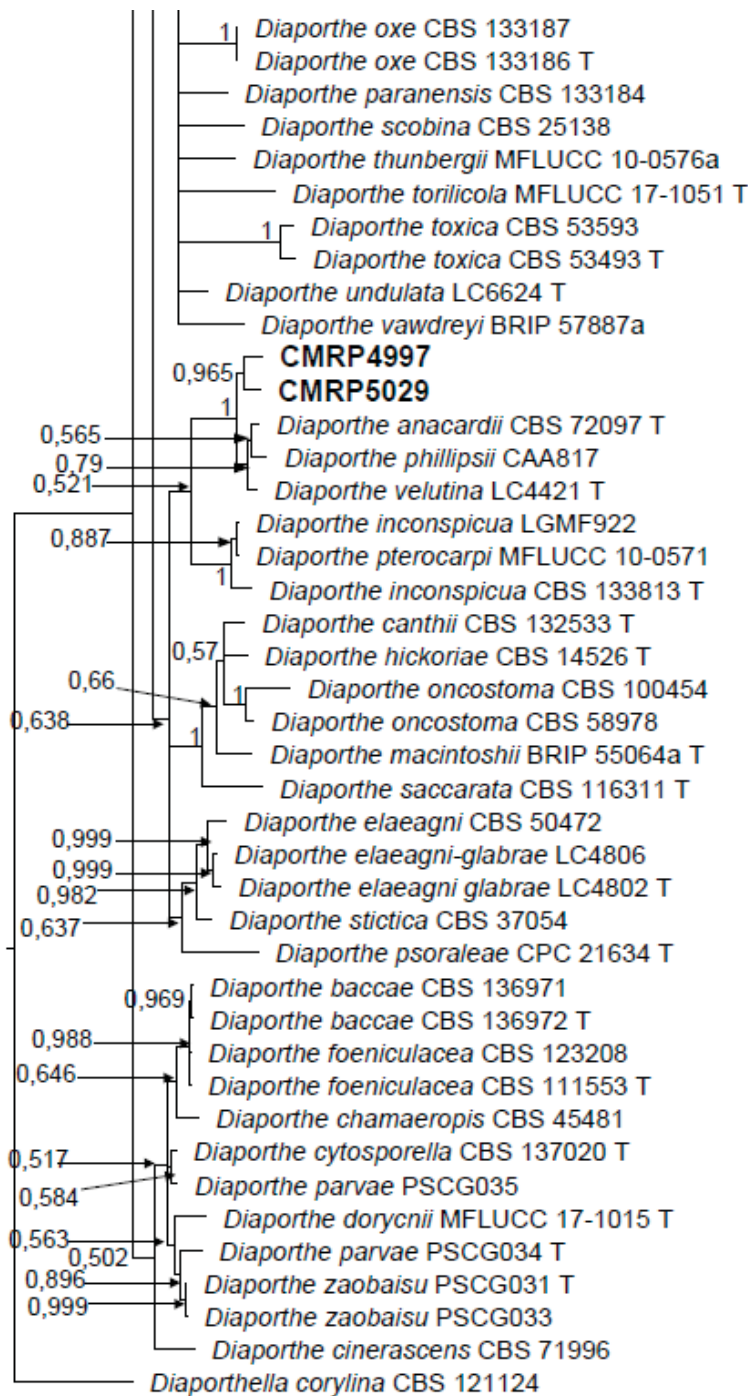 1
Diaporthe oxe CBS 133187
Diaporthe oxe CBS 133186 T
Diaporthe paranensis CBS 133184
Diaporthe scobina CBS 25138
Diaporthe thunbergii MFLUCC 10-0576a
Diaporthe torilicola MFLUCC 17-1051 T
1
Diaporthe toxica CBS 53593
Diaporthe toxica CBS 53493 T
Diaporthe undulata LC6624 T
Diaporthe vawdreyi BRIP 57887a
CMRP4997
0,965
CMRP5029
1
Diaporthe anacardii CBS 72097 T
0,565
Diaporthe phillipsii CAA817
0,79
0,521
Diaporthe velutina LC4421 T
Diaporthe inconspicua LGMF922
0,887
Diaporthe pterocarpi MFLUCC 10-0571
1
Diaporthe inconspicua CBS 133813 T
Diaporthe canthii CBS 132533 T
0,57
Diaporthe hickoriae CBS 14526 T
0,66
1
Diaporthe oncostoma CBS 100454
Diaporthe oncostoma CBS 58978
0,638
1
Diaporthe macintoshii BRIP 55064a T
Diaporthe saccarata CBS 116311 T
Diaporthe elaeagni CBS 50472
0,999
Diaporthe elaeagni-glabrae LC4806
0,999
Diaporthe elaeagni glabrae LC4802 T
0,982
Diaporthe stictica CBS 37054
0,637
Diaporthe psoraleae CPC 21634 T
Diaporthe baccae CBS 136971
0,969
Diaporthe baccae CBS 136972 T
0,988
Diaporthe foeniculacea CBS 123208
0,646
Diaporthe foeniculacea CBS 111553 T
Diaporthe chamaeropis CBS 45481
Diaporthe cytosporella CBS 137020 T
0,517
Diaporthe parvae PSCG035
0,584
Diaporthe dorycnii MFLUCC 17-1015 T
0,563
0,502
Diaporthe parvae PSCG034 T
0,896
Diaporthe zaobaisu PSCG031 T
0,999
Diaporthe zaobaisu PSCG033
Diaporthe cinerascens CBS 71996
Diaporthella corylina CBS 121124